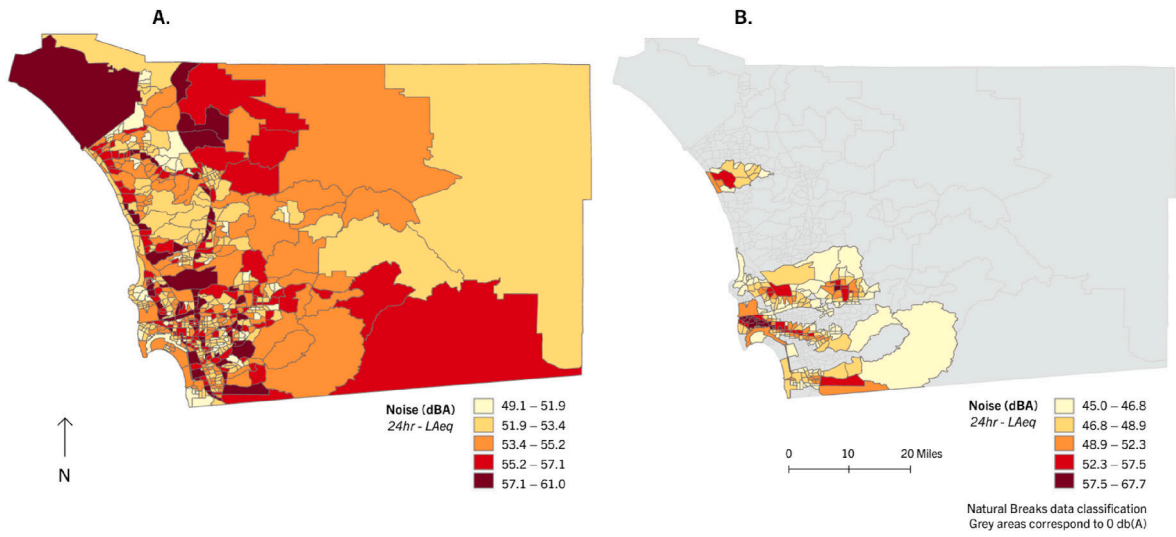 A.
B.
Noise (dBA)
24hr - LAeq
49.1 – 51.9
51.9 – 53.4
53.4 – 55.2
55.2 – 57.1
57.1 – 61.0
N
Noise (dBA)
24hr - LAeq
45.0 – 46.8
46.8 – 48.9
48.9 – 52.3
52.3 – 57.5
57.5 – 67.7
0 10 20 Miles
Natural Breaks data classification
Grey areas correspond to 0 db(A)